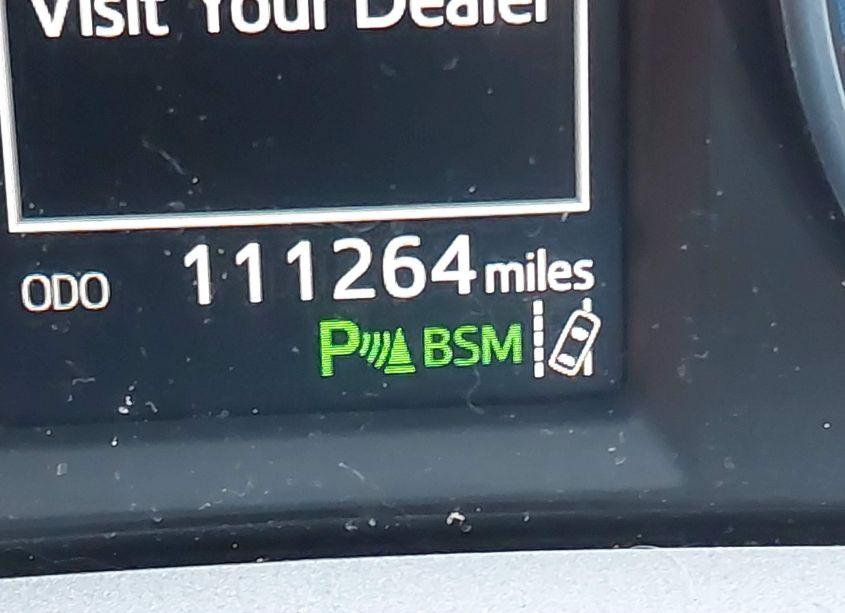 Visit Your Dealer
ODO 111264 miles
P BSM